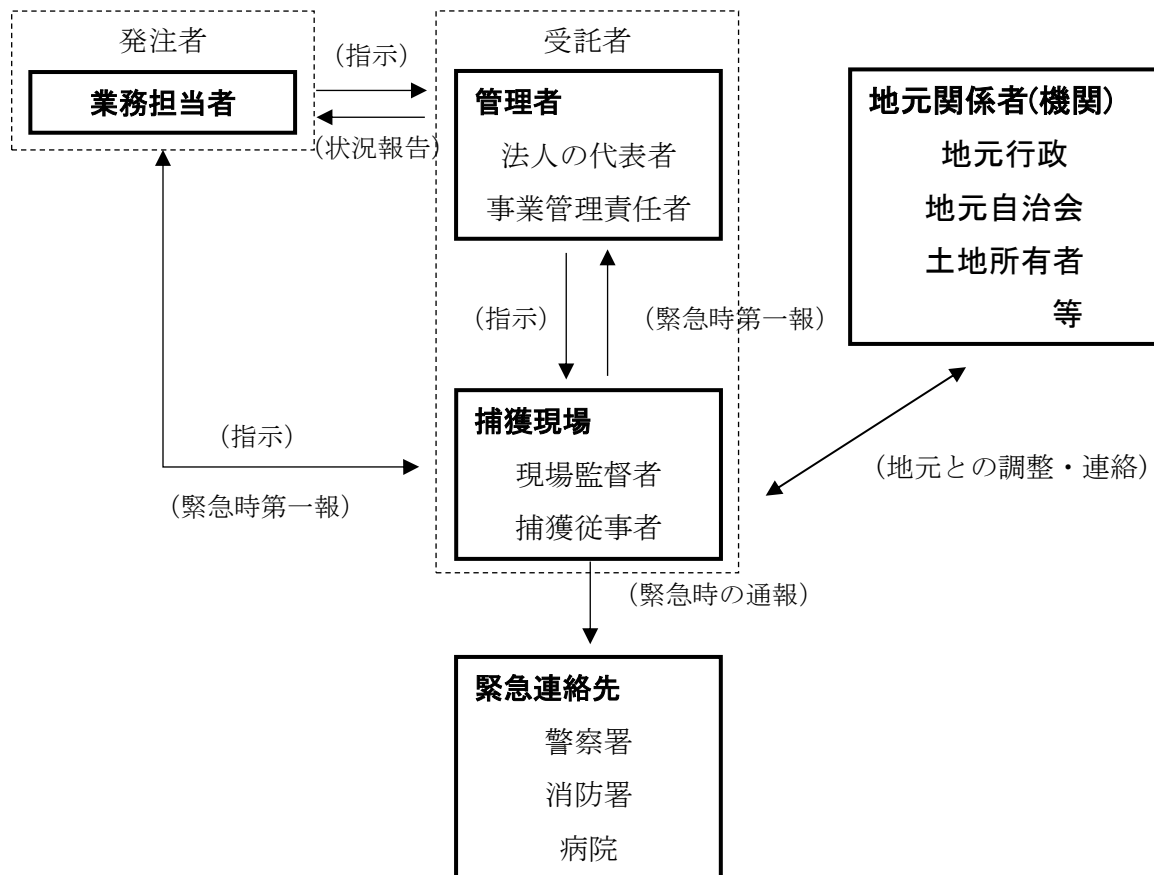 発注者
業務担当者
(指示)
(状況報告)
受託者
管理者
法人の代表者
事業管理責任者
地元関係者(機関)
地元行政
地元自治会
土地所有者
等
(指示)
(緊急時第一報)
捕獲現場
現場監督者
捕獲従事者
(指示)
(緊急時第一報)
(地元との調整・連絡)
(緊急時の通報)
緊急連絡先
警察署
消防署
病院